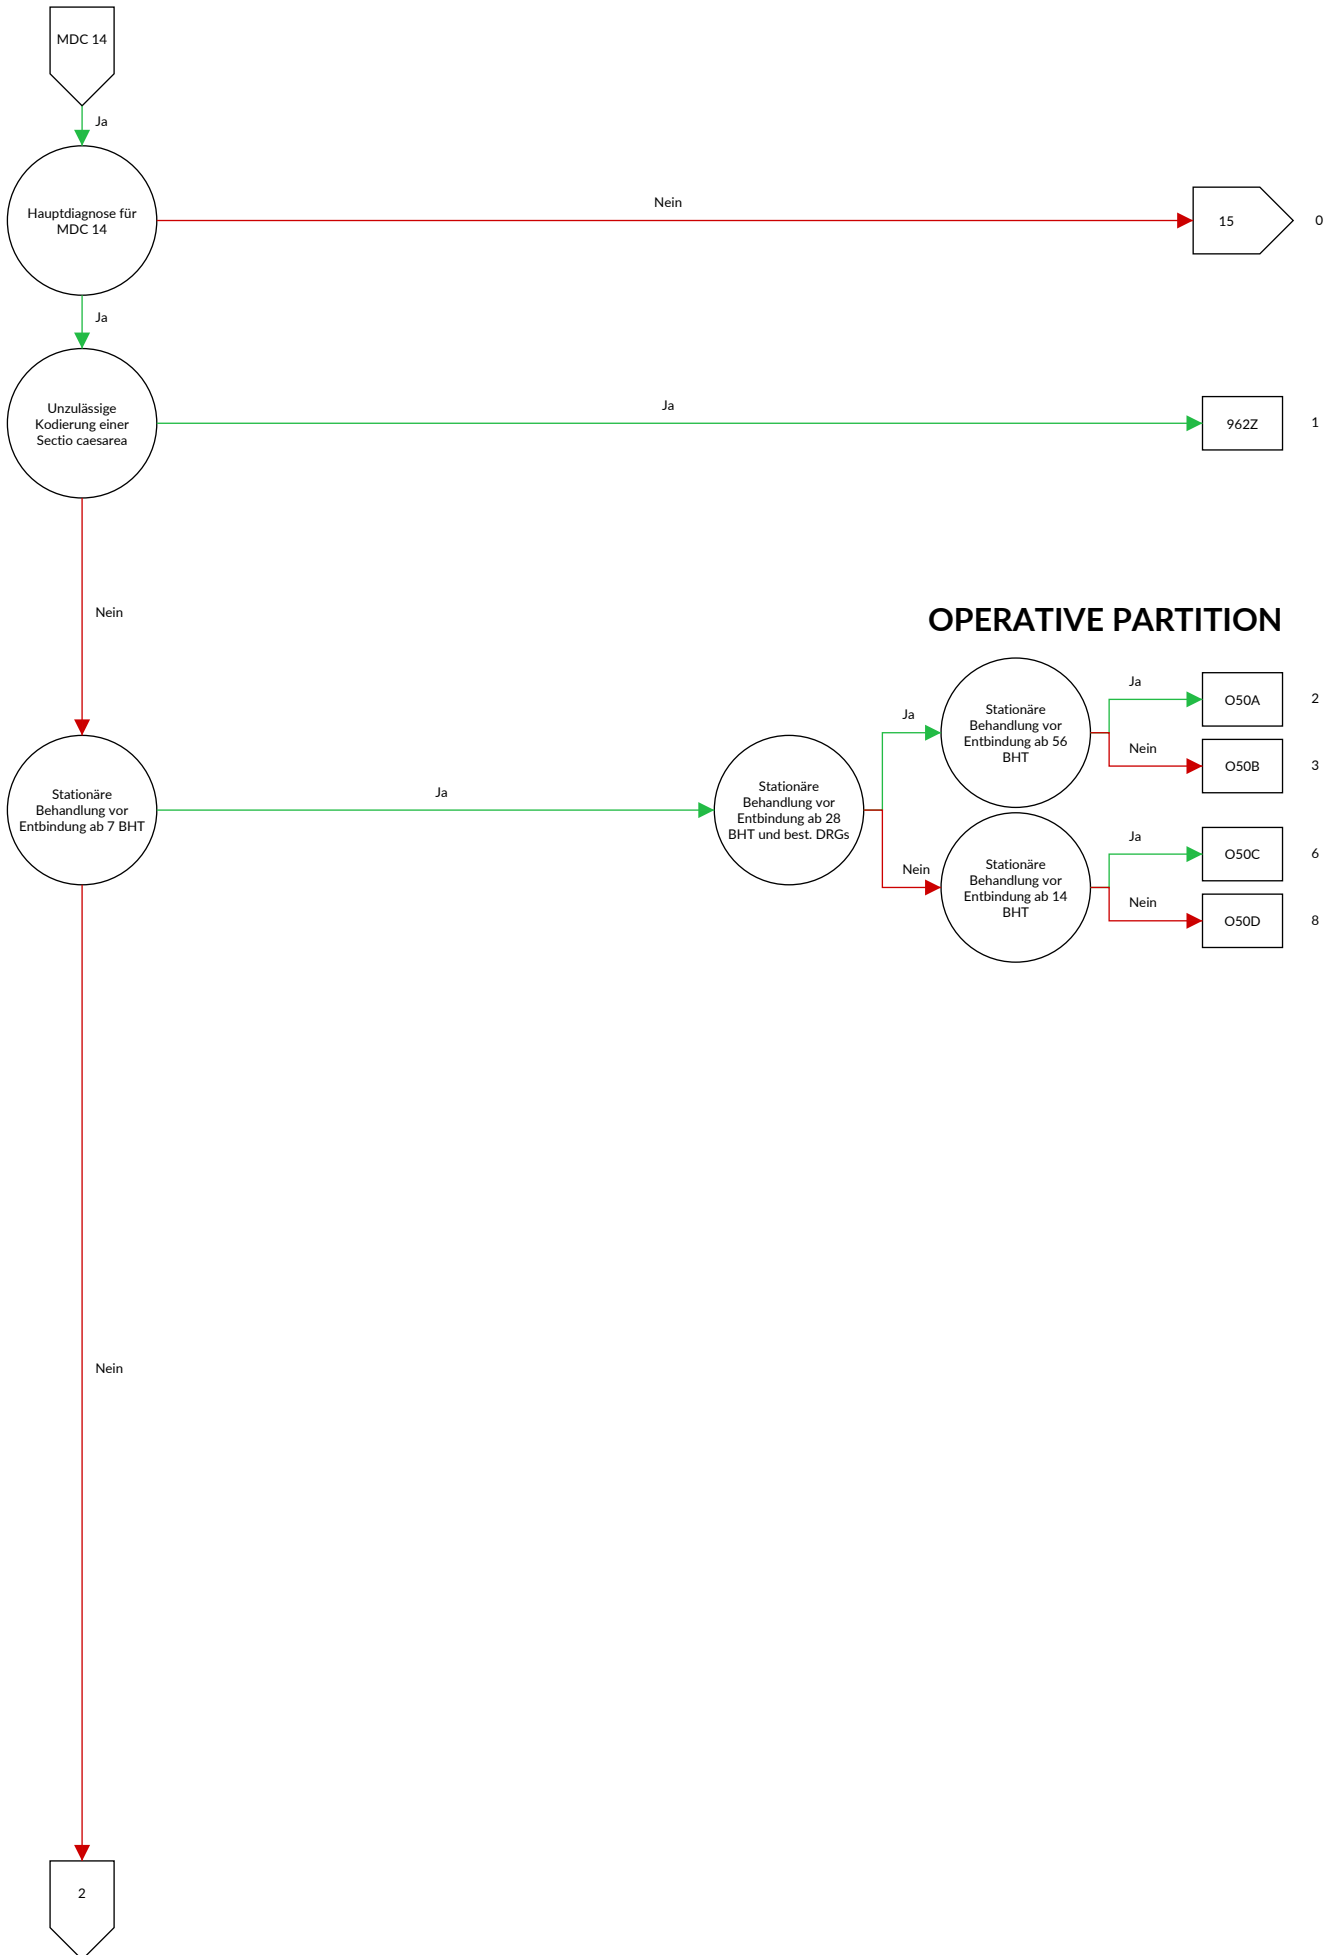 MDC 14
Ja
Hauptdiagnose für
MDC 14
Nein
15
0
Ja
Unzulässige
Kodierung einer
Sectio caesarea
Ja
962Z
1
Nein
OPERATIVE PARTITION
Stationäre
Behandlung vor
Entbindung ab 7 BHT
Ja
Stationäre
Behandlung vor
Entbindung ab 28
BHT und best. DRGs
Ja
Stationäre
Behandlung vor
Entbindung ab 56
BHT
Ja
O50A
2
Nein
O50B
3
Nein
Stationäre
Behandlung vor
Entbindung ab 14
BHT
Ja
O50C
6
Nein
O50D
8
Nein
2